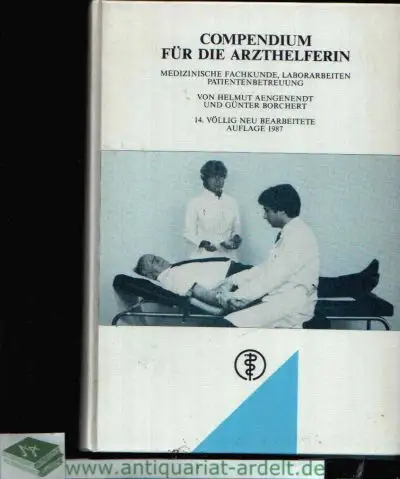 COMPENDIUM
FÜR DIE ARZTHELFERIN
MEDIZINISCHE FACHKUNDE, LABORARBEITEN
PATIENTENBETREUUNG
VON HELMUT AENGENENDT
UND GÜNTER BORCHERT
14. VÖLLIG NEU BEARBEITETE
AUFLAGE 1987
www.antiquariat-ardelt.de